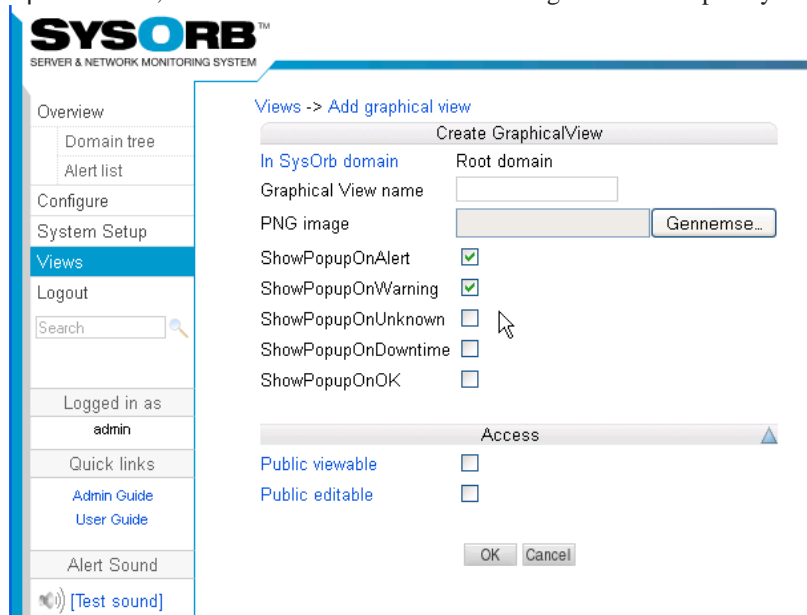 SYSORB™
SERVER & NETWORK MONITORING SYSTEM
Overview
Domain tree
Alert list
Configure
System Setup
Views
Logout
Search
Logged in as
admin
Quick links
Admin Guide
User Guide
Alert Sound
[Test sound]
Views -> Add graphical view
Create GraphicalView
In SysOrb domain Root domain
Graphical View name
PNG image Gennemse...
ShowPopupOnAlert
ShowPopupOnWarning
ShowPopupOnUnknown
ShowPopupOnDowntime
ShowPopupOnOK
Access
Public viewable
Public editable
OK Cancel